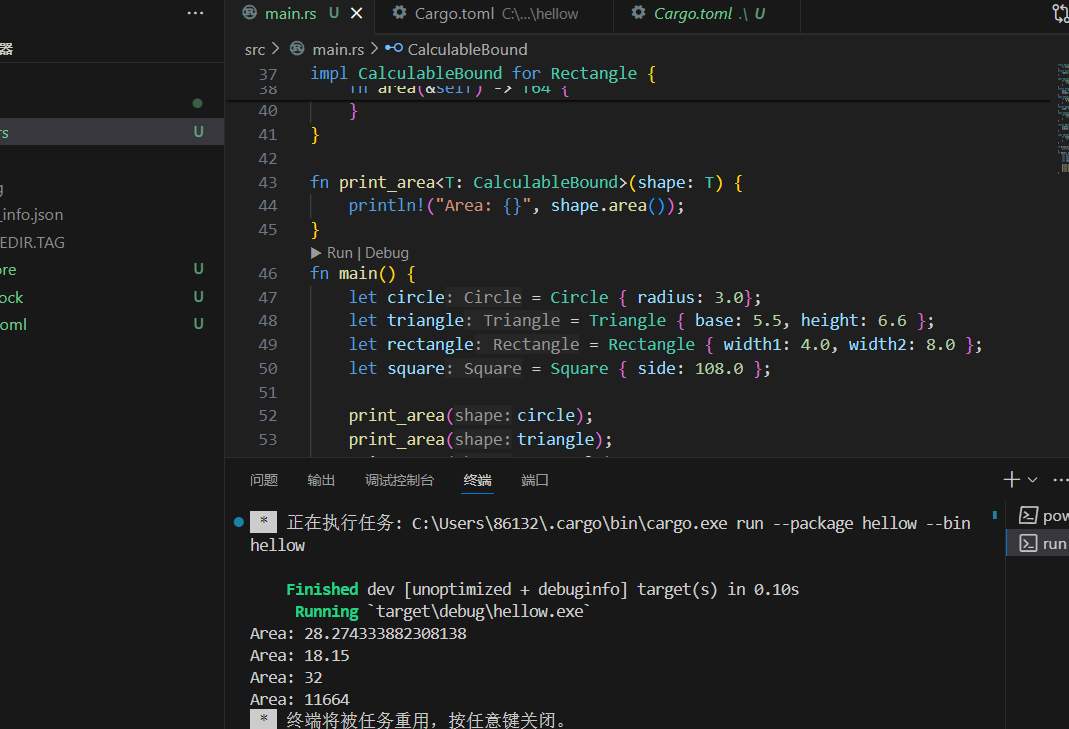 main.rs U Cargo.toml C:\...\hellow Cargo.toml .\ U
器
src > main.rs > CalculableBound
37 impl CalculableBound for Rectangle {
38 fn area(&self) -> f64 {
40 }
rs U
41 }
42
43 fn print_area<T: CalculableBound>(shape: T) {
44 println!("Area: {}", shape.area());
_info.json
45 }
EDIR.TAG
Run | Debug
ore U
46 fn main() {
ock U
47 let circle: Circle = Circle { radius: 3.0};
oml U
48 let triangle: Triangle = Triangle { base: 5.5, height: 6.6 };
49 let rectangle: Rectangle = Rectangle { width1: 4.0, width2: 8.0 };
50 let square: Square = Square { side: 108.0 };
51
52 print_area(shape: circle);
53 print_area(shape: triangle);
问题 输出 调试控制台 终端 端口
* 正在执行任务: C:\Users\86132\.cargo\bin\cargo.exe run --package hellow --bin
hellow
pow
run
Finished dev [unoptimized + debuginfo] target(s) in 0.10s
Running `target\debug\hellow.exe`
Area: 28.274333882308138
Area: 18.15
Area: 32
Area: 11664
* 终端将被任务重用，按任意键关闭。